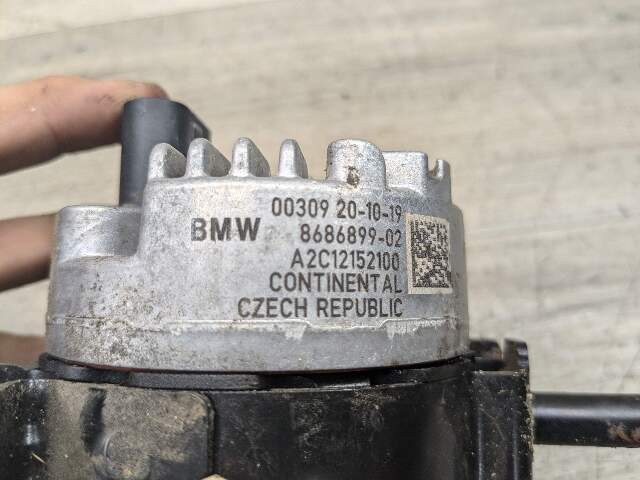 00309 20-10-19
BMW 8686899-02
A2C12152100
CONTINENTAL
CZECH REPUBLIC